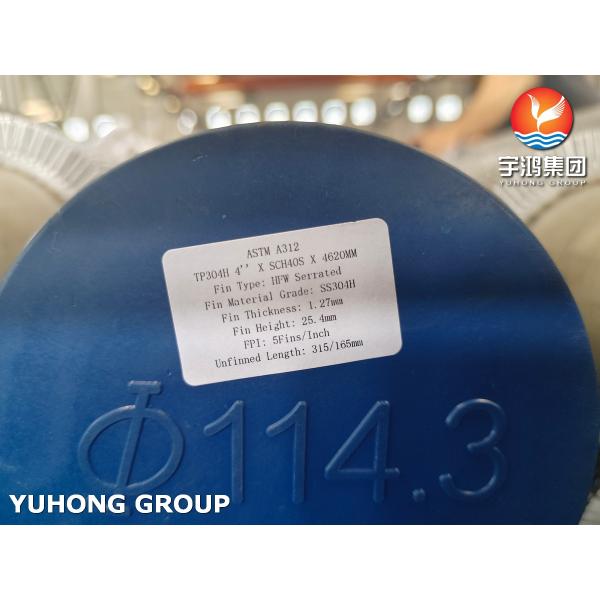 宇鸿集团
YUHONG GROUP
ASTM A312
TP304H 4'' X SCH40S X 4620MM
Fin Type: HFW Serrated
Fin Material Grade: SS304H
Fin Thickness: 1.27mm
Fin Height: 25.4mm
FPI: 5Fins/Inch
Unfinned Length: 315/165mm
Φ114.3
YUHONG GROUP